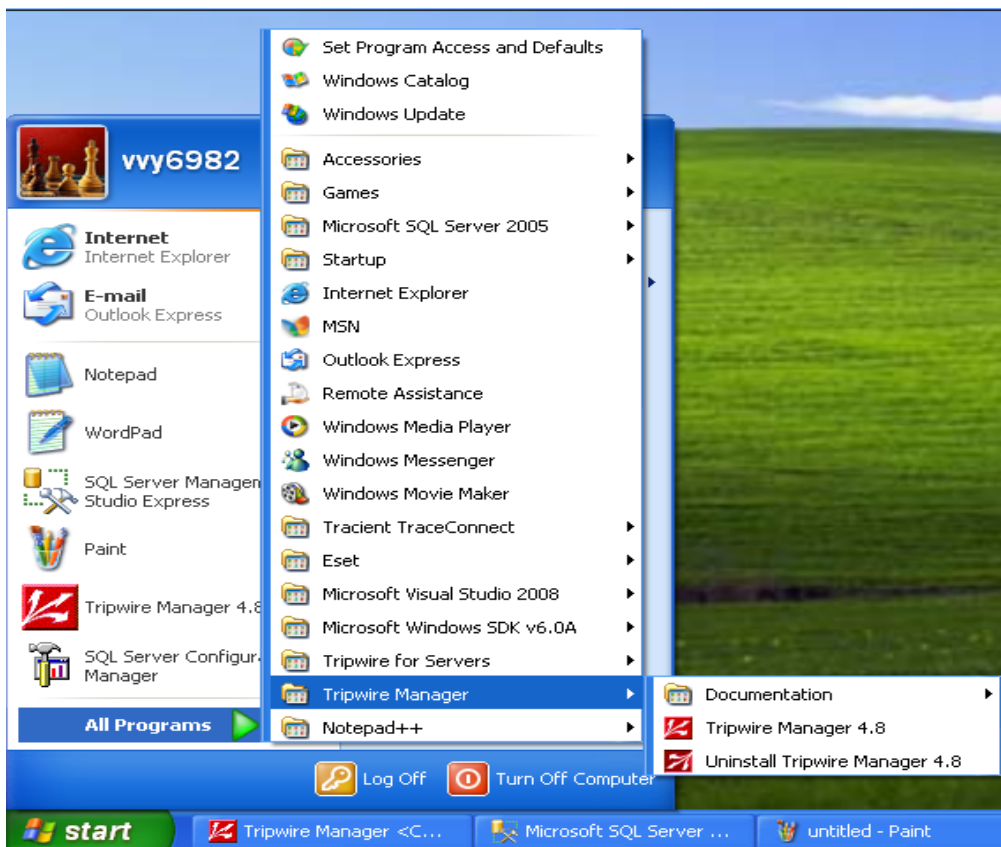 vvy6982
Internet
Internet Explorer
E-mail
Outlook Express
Notepad
WordPad
SQL Server Managen
Studio Express
Paint
Tripwire Manager 4.8
SQL Server Configur
Manager
All Programs
Set Program Access and Defaults
Windows Catalog
Windows Update
Accessories
Games
Microsoft SQL Server 2005
Startup
Internet Explorer
MSN
Outlook Express
Remote Assistance
Windows Media Player
Windows Messenger
Windows Movie Maker
Tracient TraceConnect
Eset
Microsoft Visual Studio 2008
Microsoft Windows SDK v6.0A
Tripwire for Servers
Tripwire Manager
Notepad++
Documentation
Tripwire Manager 4.8
Uninstall Tripwire Manager 4.8
Log Off
Turn Off Computer
start
Tripwire Manager <C...
Microsoft SQL Server ...
untitled - Paint